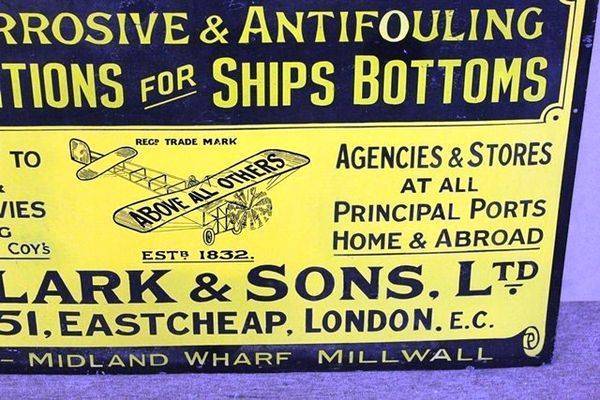 RROSIVE & ANTIFOULING
ITIONS FOR SHIPS BOTTOMS
TO
&
VIES
G
COY'S
REGD TRADE MARK
ABOVE ALL OTHERS
ESTD 1832.
AGENCIES & STORES
AT ALL
PRINCIPAL PORTS
HOME & ABROAD
LARK & SONS, LTD
51, EASTCHEAP, LONDON. E.C.
- MIDLAND WHARF MILLWALL